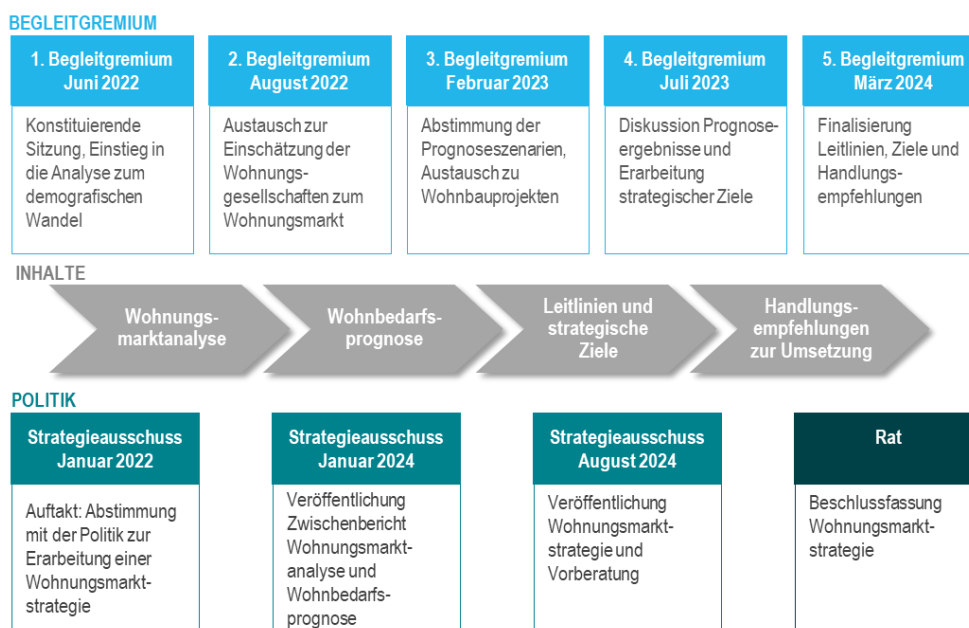 BEGLEITGREMIUM
1. Begleitgremium
Juni 2022
Konstituierende
Sitzung, Einstieg in
die Analyse zum
demografischen
Wandel
2. Begleitgremium
August 2022
Austausch zur
Einschätzung der
Wohnungs-
gesellschaften zum
Wohnungsmarkt
3. Begleitgremium
Februar 2023
Abstimmung der
Prognoseszenarien,
Austausch zu
Wohnbauprojekten
4. Begleitgremium
Juli 2023
Diskussion Prognose-
ergebnisse und
Erarbeitung
strategischer Ziele
5. Begleitgremium
März 2024
Finalisierung
Leitlinien, Ziele und
Handlungs-
empfehlungen
INHALTE
Wohnungs-
marktanalyse
Wohnbedarfs-
prognose
Leitlinien und
strategische
Ziele
Handlungs-
empfehlungen
zur Umsetzung
POLITIK
Strategieausschuss
Januar 2022
Auftakt: Abstimmung
mit der Politik zur
Erarbeitung einer
Wohnungsmarkt-
strategie
Strategieausschuss
Januar 2024
Veröffentlichung
Zwischenbericht
Wohnungsmarkt-
analyse und
Wohnbedarfs-
prognose
Strategieausschuss
August 2024
Veröffentlichung
Wohnungsmarkt-
strategie und
Vorberatung
Rat
Beschlussfassung
Wohnungsmarkt-
strategie